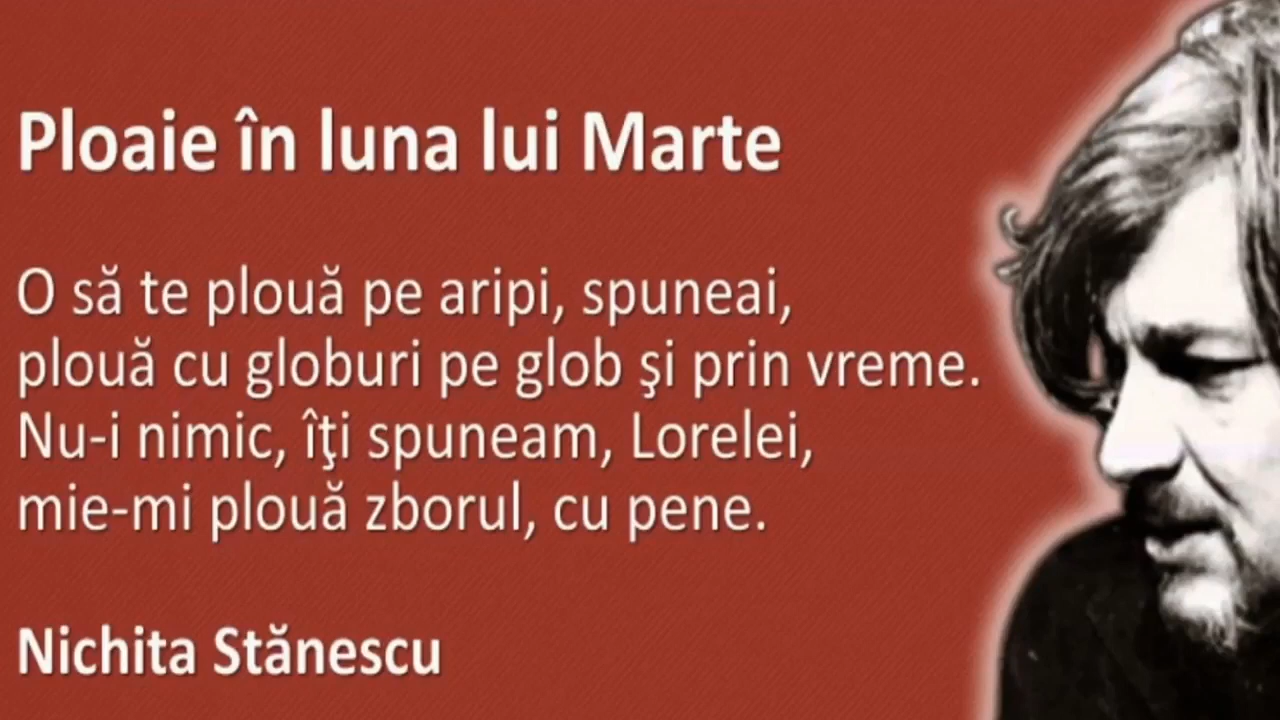 Ploaie în luna lui Marte
O să te plouă pe aripi, spuneai,
plouă cu globuri pe glob şi prin vreme.
Nu-i nimic, îţi spuneam, Lorelei,
mie-mi plouă zborul, cu pene.
Nichita Stănescu